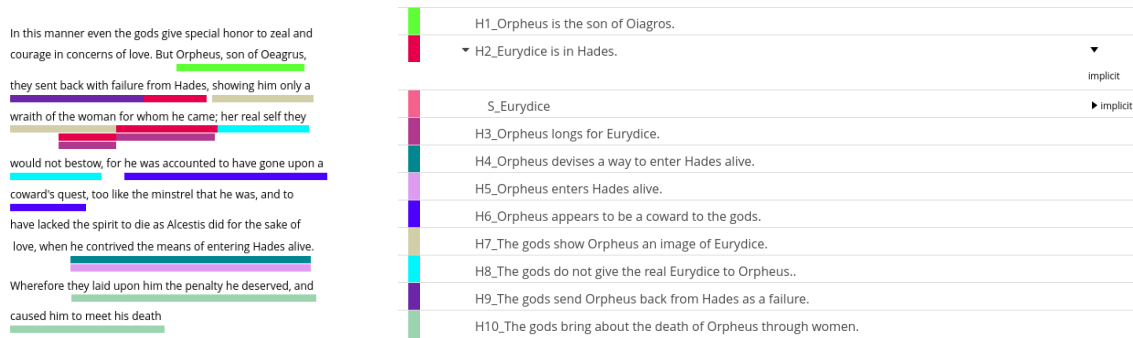 In this manner even the gods give special honor to zeal and
courage in concerns of love. But Orpheus, son of Oeagrus,
they sent back with failure from Hades, showing him only a
wraith of the woman for whom he came; her real self they
would not bestow, for he was accounted to have gone upon a
coward's quest, too like the minstrel that he was, and to
have lacked the spirit to die as Alcestis did for the sake of
love, when he contrived the means of entering Hades alive.
Wherefore they laid upon him the penalty he deserved, and
caused him to meet his death
H1_Orpheus is the son of Oiagros.
H2_Eurydice is in Hades.
implicit
S_Eurydice
implicit
H3_Orpheus longs for Eurydice.
H4_Orpheus devises a way to enter Hades alive.
H5_Orpheus enters Hades alive.
H6_Orpheus appears to be a coward to the gods.
H7_The gods show Orpheus an image of Eurydice.
H8_The gods do not give the real Eurydice to Orpheus..
H9_The gods send Orpheus back from Hades as a failure.
H10_The gods bring about the death of Orpheus through women.